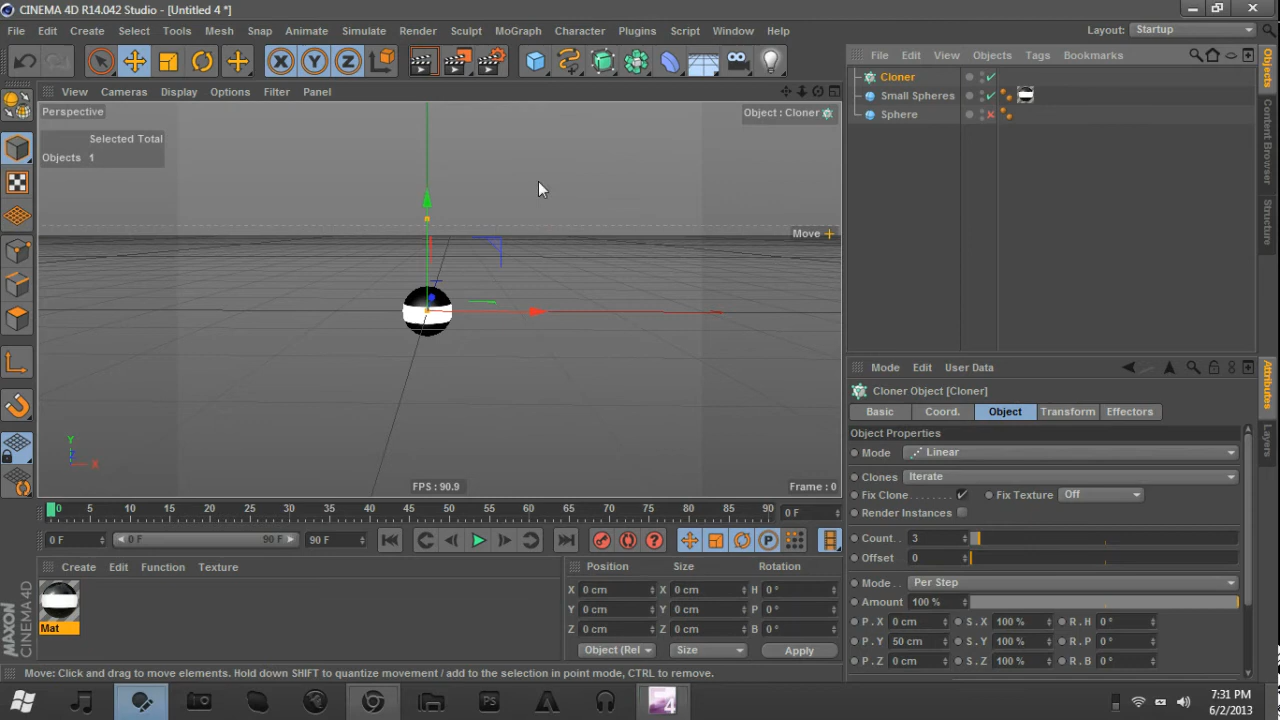 CINEMA 4D R14.042 Studio - [Untitled 4 *]
File Edit Create Select Tools Mesh Snap Animate Simulate Render Sculpt MoGraph Character Plugins Script Window Help
Layout: Startup
X Y Z
View Cameras Display Options Filter Panel
Perspective
Object : Cloner
Selected Total
Objects 1
Move
Y
Z
X
FPS : 90.9
Frame : 0
0 5 10 15 20 25 30 35 40 45 50 55 60 65 70 75 80 85 90 0 F
0 F 0 F 90 F 90 F
P
Create Edit Function Texture
Mat
MAXON
CINEMA 4D
Position Size Rotation
X 0 cm X 0 cm H 0 °
Y 0 cm Y 0 cm P 0 °
Z 0 cm Z 0 cm B 0 °
Object (Rel Size Apply
File Edit View Objects Tags Bookmarks
Cloner
Small Spheres
Sphere
Objects
Content Browser
Structure
Mode Edit User Data
Cloner Object [Cloner]
Basic Coord. Object Transform Effectors
Object Properties
Mode Linear
Clones Iterate
Fix Clone . . . . . . . Fix Texture Off
Render Instances
Count. . 3
Offset 0
Mode . Per Step
Amount 100 %
P . X 0 cm S . X 100 % R . H 0 °
P . Y 50 cm S . Y 100 % R . P 0 °
P . Z 0 cm S . Z 100 % R . B 0 °
Attributes
Layers
Move: Click and drag to move elements. Hold down SHIFT to quantize movement / add to the selection in point mode, CTRL to remove.
PS
4
7:31 PM
6/2/2013